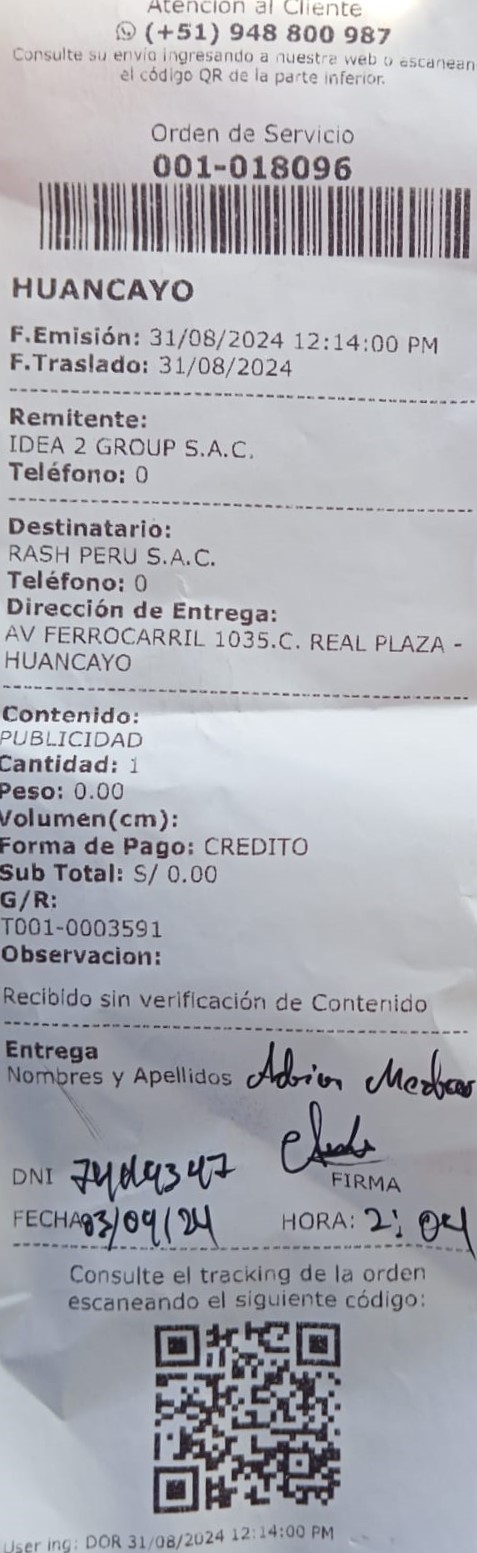 Atención al Cliente
(+51) 948 800 987
Consulte su envío ingresando a nuestra web o escanean
el código QR de la parte inferior.
Orden de Servicio
001-018096
HUANCAYO
F.Emisión: 31/08/2024 12:14:00 PM
F.Traslado: 31/08/2024
Remitente:
IDEA 2 GROUP S.A.C.
Teléfono: 0
Destinatario:
RASH PERU S.A.C.
Teléfono: 0
Dirección de Entrega:
AV FERROCARRIL 1035.C. REAL PLAZA -
HUANCAYO
Contenido:
PUBLICIDAD
Cantidad: 1
Peso: 0.00
Volumen(cm):
Forma de Pago: CREDITO
Sub Total: S/ 0.00
G/R:
T001-0003591
Observacion:
Recibido sin verificación de Contenido
Entrega
Nombres y Apellidos Adrian
DNI
FIRMA
FECHA 03/09/24 HORA: 2: 04
Consulte el tracking de la orden
escaneando el siguiente código:
User ing: DOR 31/08/2024 12:14:00 PM